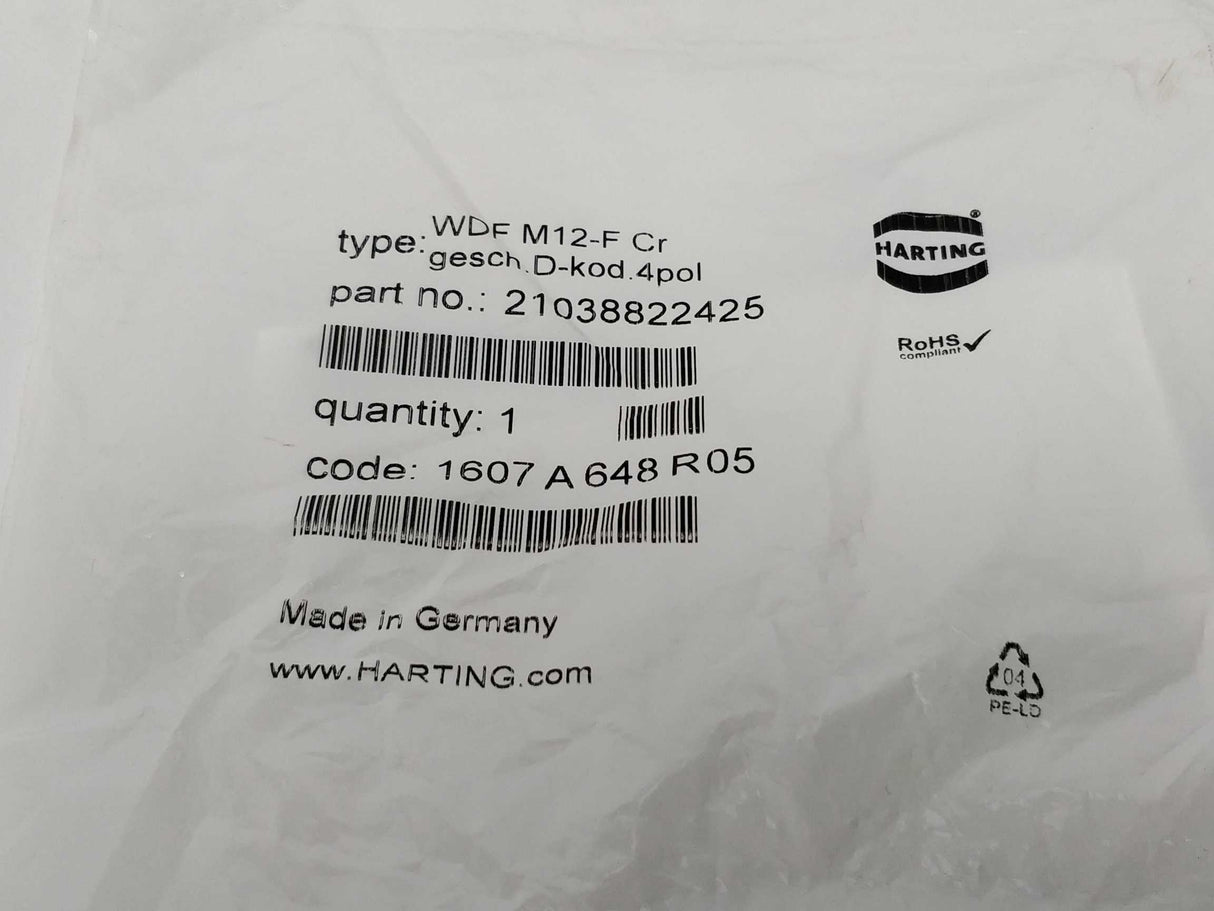 type: WDF M12-F Cr
gesch.D-kod.4pol
part no.: 21038822425
quantity: 1
code: 1607 A 648 R05
Made in Germany
www.HARTING.com
HARTING®
RoHS
compliant
04
PE-LD